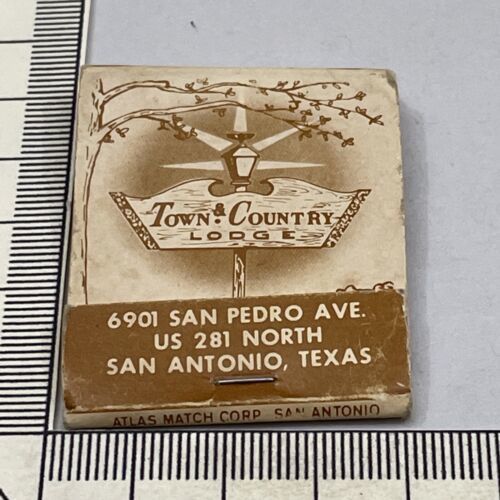 TOWN & COUNTRY
LODGE
6901 SAN PEDRO AVE.
US 281 NORTH
SAN ANTONIO, TEXAS
ATLAS MATCH CORP. SAN ANTONIO